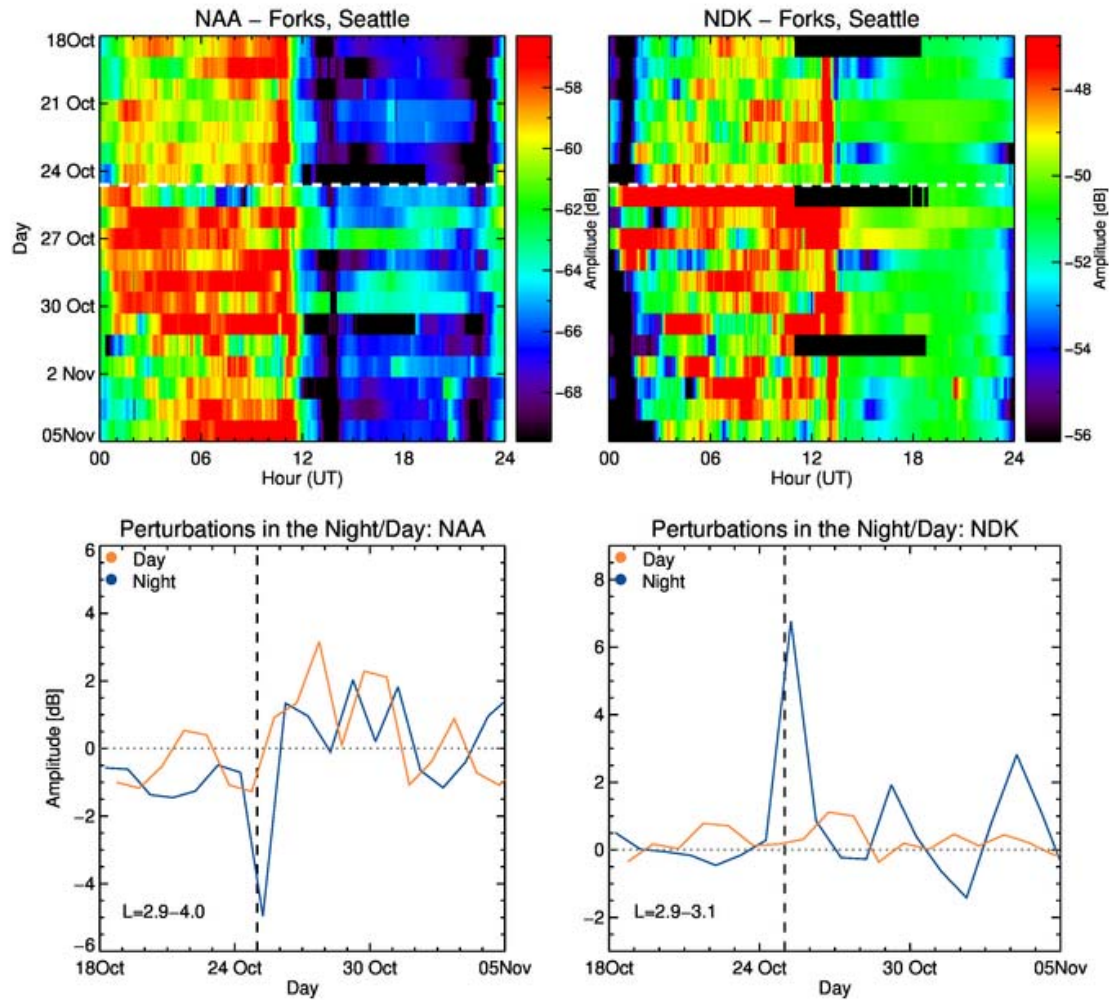 NAA – Forks, Seattle
18Oct
21 Oct
24 Oct
27 Oct
30 Oct
2 Nov
05Nov
Day
00
06
12
18
24
Hour (UT)
−58
−60
−62
−64
−66
−68
Amplitude [dB]
NDK – Forks, Seattle
00
06
12
18
24
Hour (UT)
−48
−50
−52
−54
−56
Amplitude [dB]
Perturbations in the Night/Day: NAA
Day
Night
6
4
2
0
−2
−4
−6
Amplitude [dB]
L=2.9−4.0
18Oct
24 Oct
30 Oct
05Nov
Day
Perturbations in the Night/Day: NDK
Day
Night
8
6
4
2
0
−2
L=2.9−3.1
18Oct
24 Oct
30 Oct
05Nov
Day